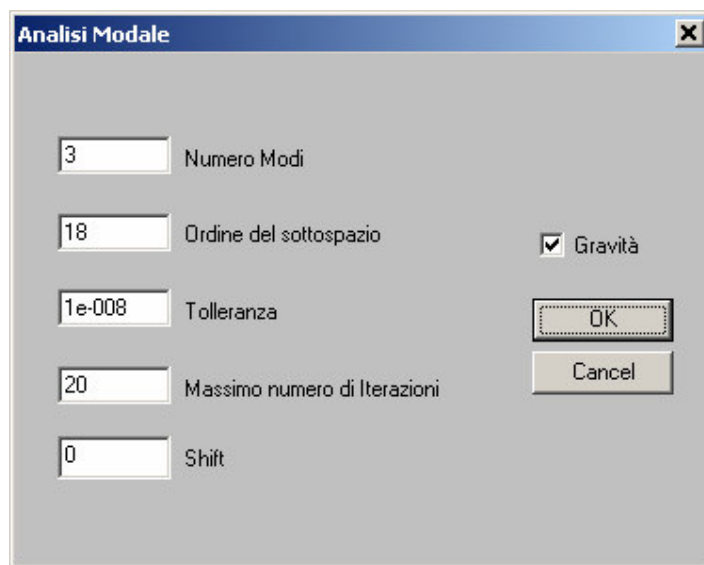 Analisi Modale
3 Numero Modi
18 Ordine del sottospazio
Gravità
1e-008 Tolleranza
OK
Cancel
20 Massimo numero di Iterazioni
0 Shift